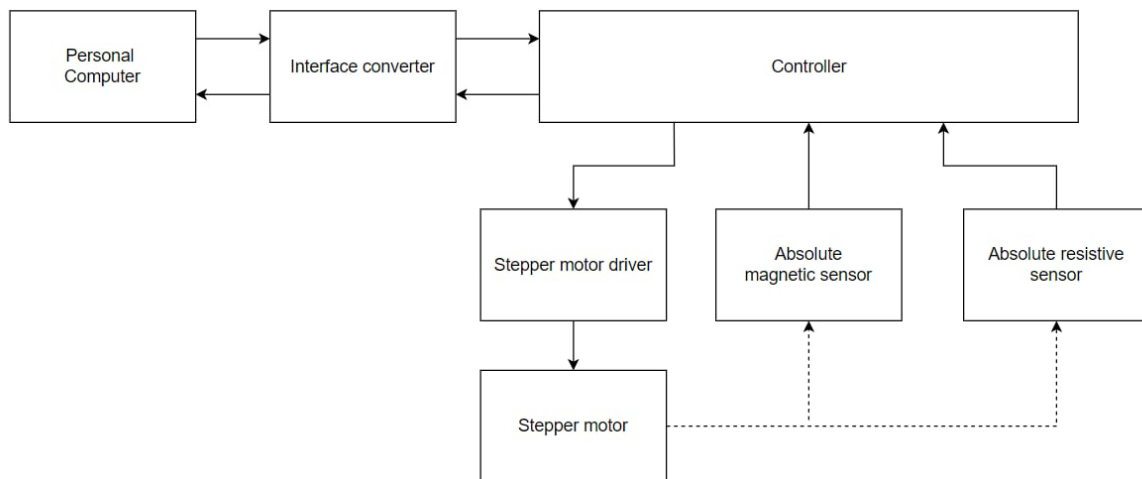 Personal
Computer
Interface converter
Controller
Stepper motor driver
Absolute
magnetic sensor
Absolute resistive
sensor
Stepper motor